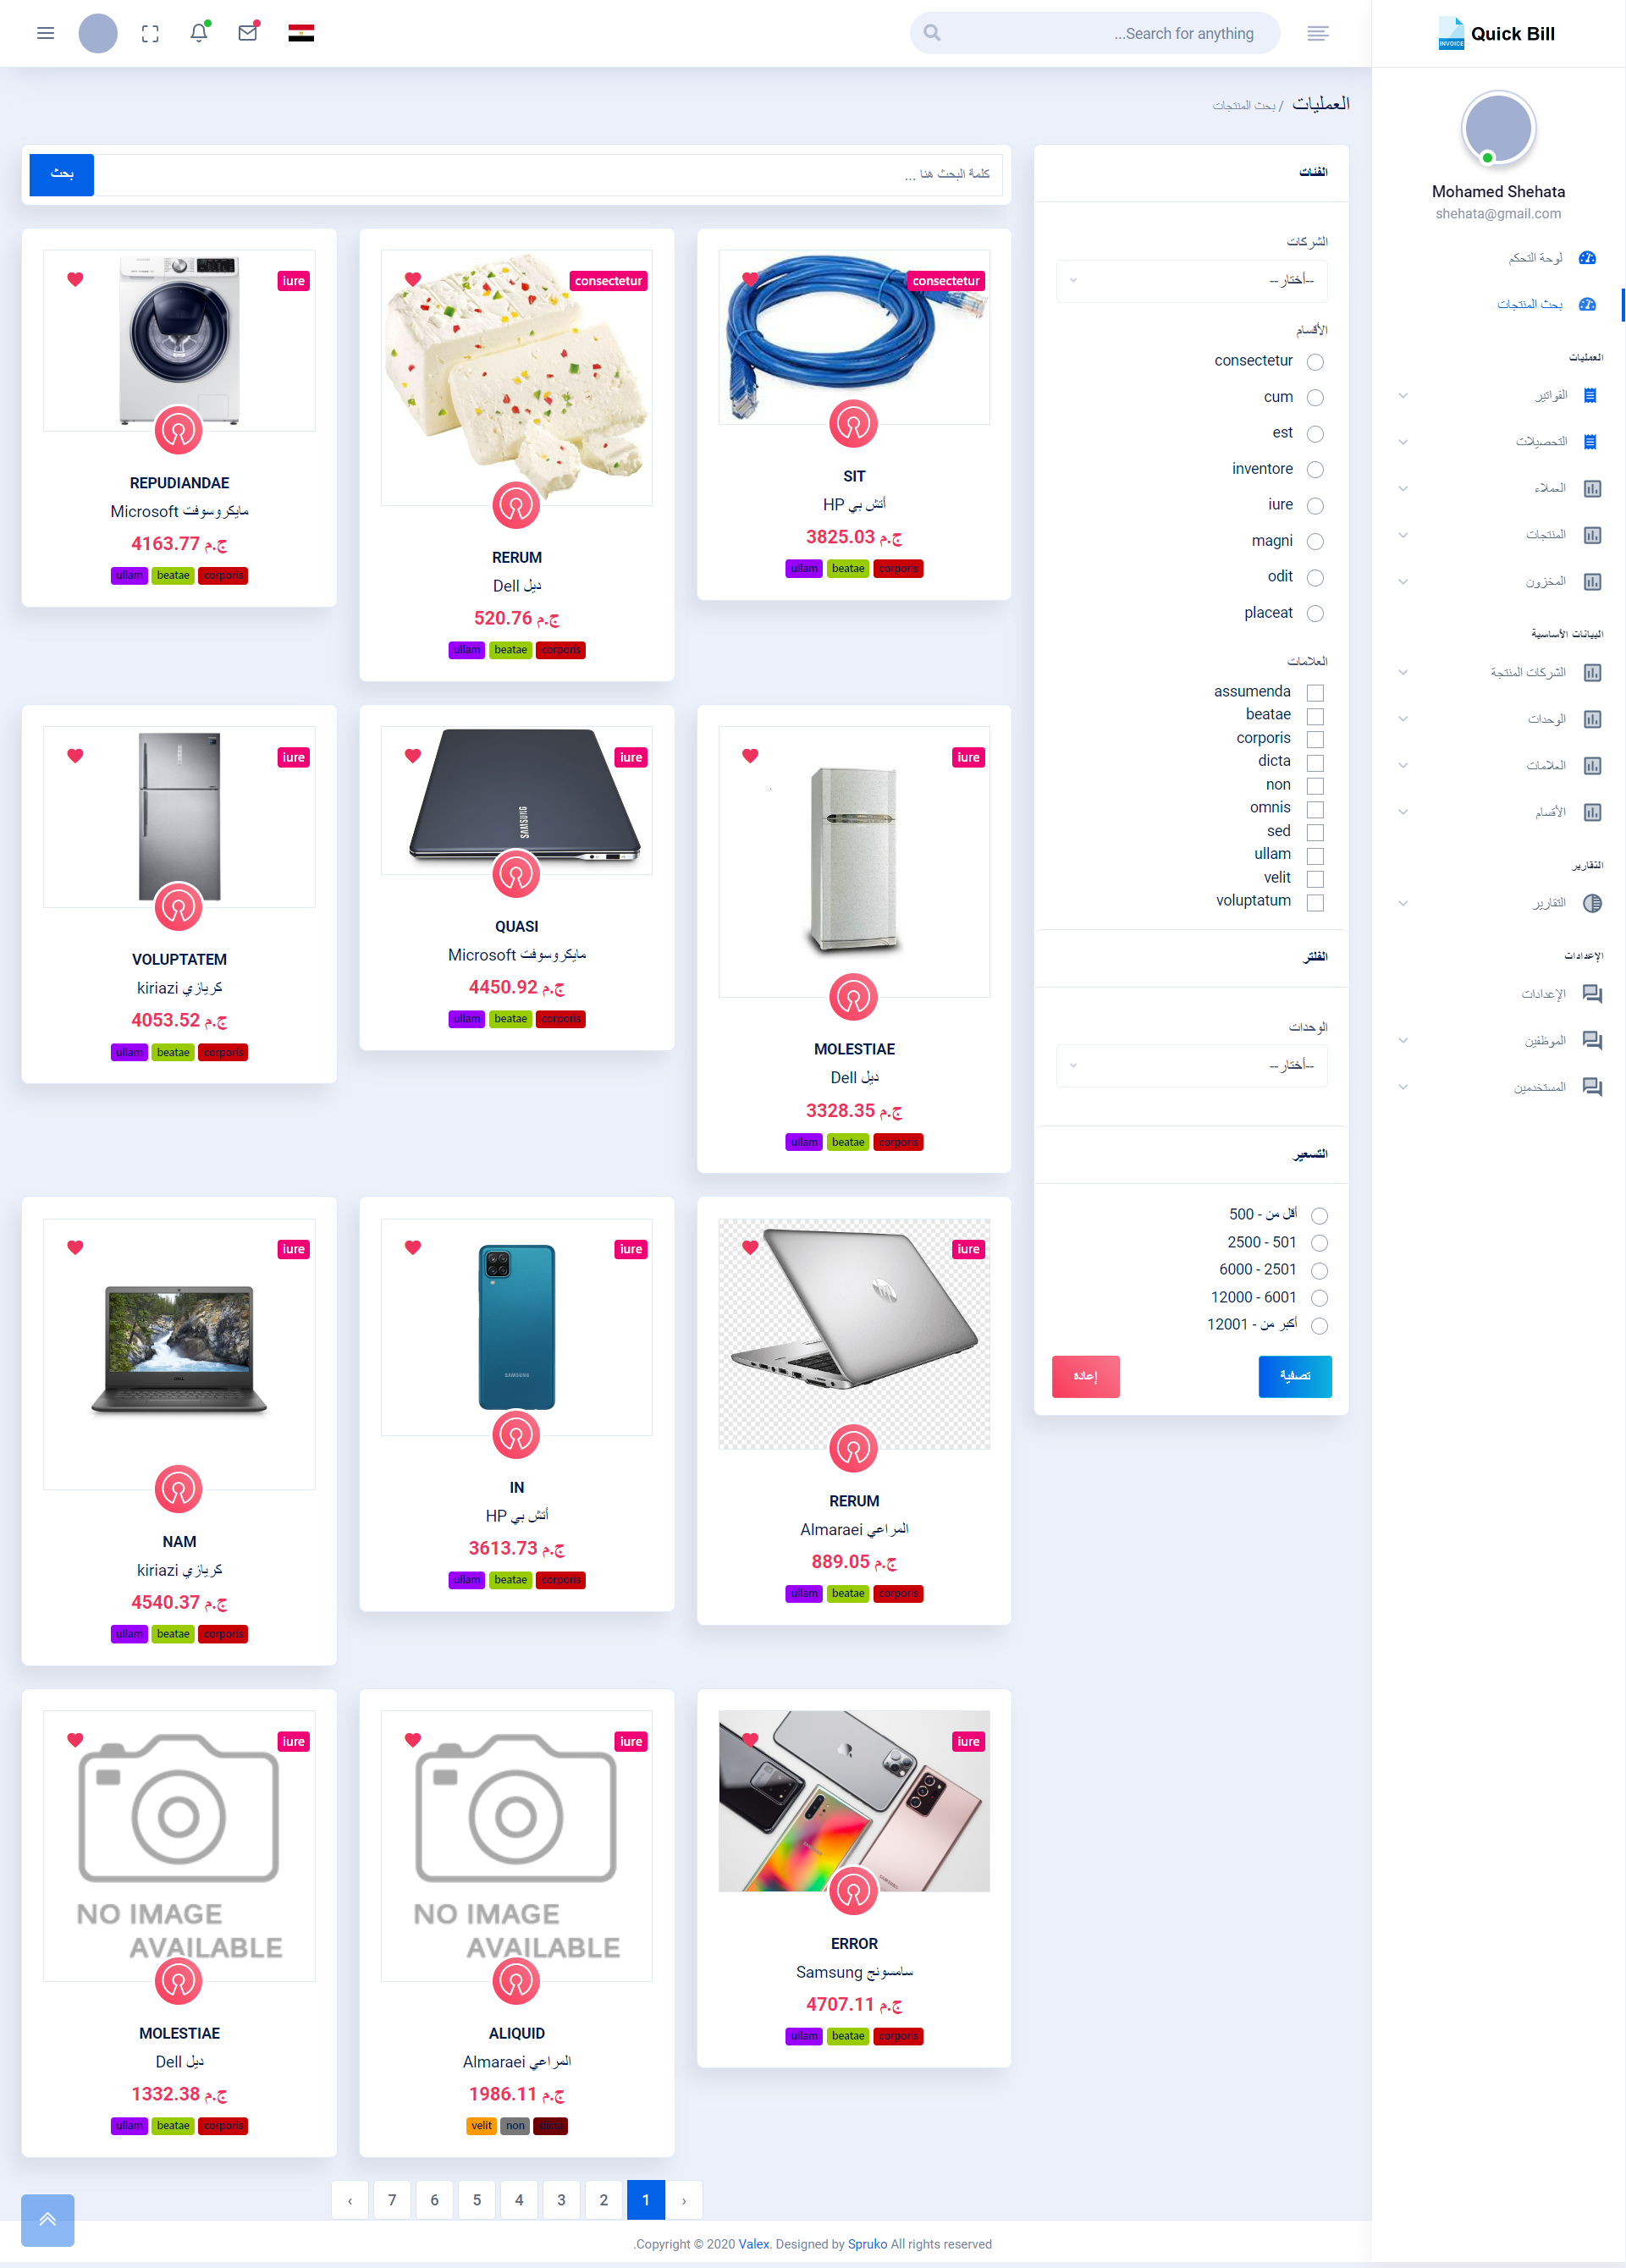 Quick Bill
INVOICE
Search for anything...
Mohamed Shehata
shehata@gmail.com
لوحة التحكم
بحث المنتجات
العمليات
الفواتير
التحصيلات
العملاء
المنتجات
المخزون
البيانات الأساسية
الشركات المنتجة
الوحدات
العلامات
الأقسام
التقارير
التقارير
الإعدادات
الإعدادات
الموظفين
المستخدمين
العمليات / بحث المنتجات
الفئات
الشركات
--أختار--
الأقسام
consectetur
cum
est
inventore
iure
magni
odit
placeat
العلامات
assumenda
beatae
corporis
dicta
non
omnis
sed
ullam
velit
voluptatum
الفلتر
الوحدات
--أختار--
التسعير
أقل من - 500
501 - 2500
2501 - 6000
6001 - 12000
أكبر من - 12001
تصفية
إعادة
كلمة البحث هنا ...
بحث
consectetur
SIT
أتش بي HP
ج.م 3825.03
corporis beatae ullam
consectetur
RERUM
ديل Dell
ج.م 520.76
corporis beatae ullam
iure
REPUDIANDAE
مايكروسوفت Microsoft
ج.م 4163.77
corporis beatae ullam
iure
MOLESTIAE
ديل Dell
ج.م 3328.35
corporis beatae ullam
iure
SAMSUNG
QUASI
مايكروسوفت Microsoft
ج.م 4450.92
corporis beatae ullam
iure
VOLUPTATEM
كريازي kiriazi
ج.م 4053.52
corporis beatae ullam
iure
hp
RERUM
المراعي Almaraei
ج.م 889.05
corporis beatae ullam
iure
SAMSUNG
IN
أتش بي HP
ج.م 3613.73
corporis beatae ullam
iure
NAM
كريازي kiriazi
ج.م 4540.37
corporis beatae ullam
iure
ERROR
سامسونج Samsung
ج.م 4707.11
corporis beatae ullam
iure
NO IMAGE
AVAILABLE
ALIQUID
المراعي Almaraei
ج.م 1986.11
non velit
iure
NO IMAGE
AVAILABLE
MOLESTIAE
ديل Dell
ج.م 1332.38
corporis beatae ullam
‹ 1 2 3 4 5 6 7 ›
Copyright © 2020 Valex. Designed by Spruko All rights reserved.